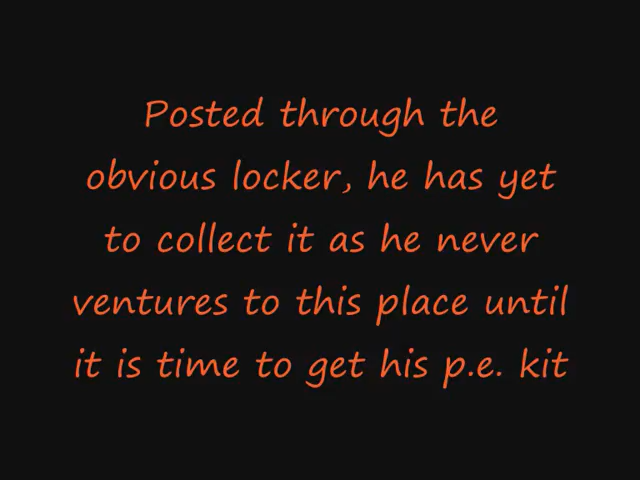 Posted through the
obvious locker, he has yet
to collect it as he never
ventures to this place until
it is time to get his p.e. kit